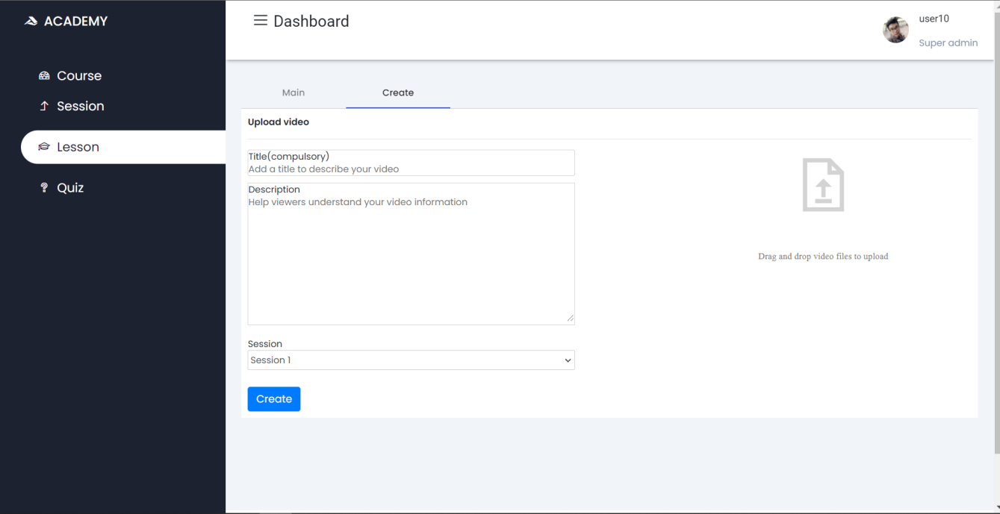 ACADEMY
Dashboard
user10
Super admin
Course
Session
Lesson
Quiz
Main
Create
Upload video
Title(compulsory)
Add a title to describe your video
Description
Help viewers understand your video information
Drag and drop video files to upload
Session
Session 1
Create